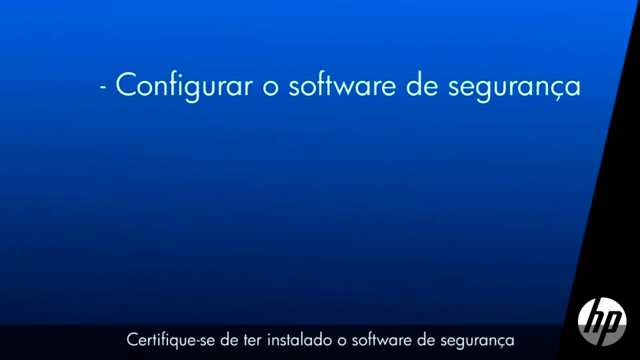 - Configurar o software de segurança
hp
Certifique-se de ter instalado o software de segurança